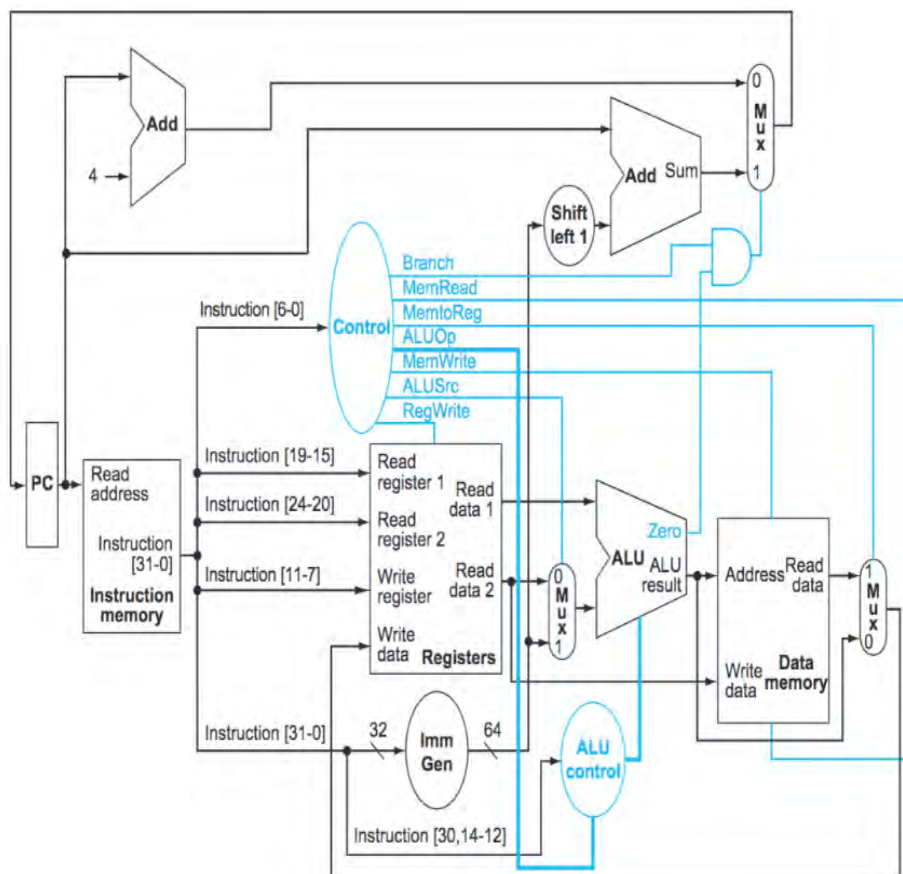 Add
4
Add Sum
0
M
u
x
1
Shift
left 1
Branch
MemRead
MemtoReg
ALUOp
MemWrite
ALUSrc
RegWrite
Control
Instruction [6-0]
Instruction [19-15]
Instruction [24-20]
Instruction [11-7]
Instruction [31-0]
Instruction [30,14-12]
PC
Read
address
Instruction
[31-0]
Instruction
memory
Read
register 1
Read
register 2
Write
register
Write
data
Read
data 1
Read
data 2
Registers
0
M
u
x
1
Zero
ALU
ALU
result
Address
Read
data
Write
data
Data
memory
1
M
u
x
0
32
Imm
Gen
64
ALU
control